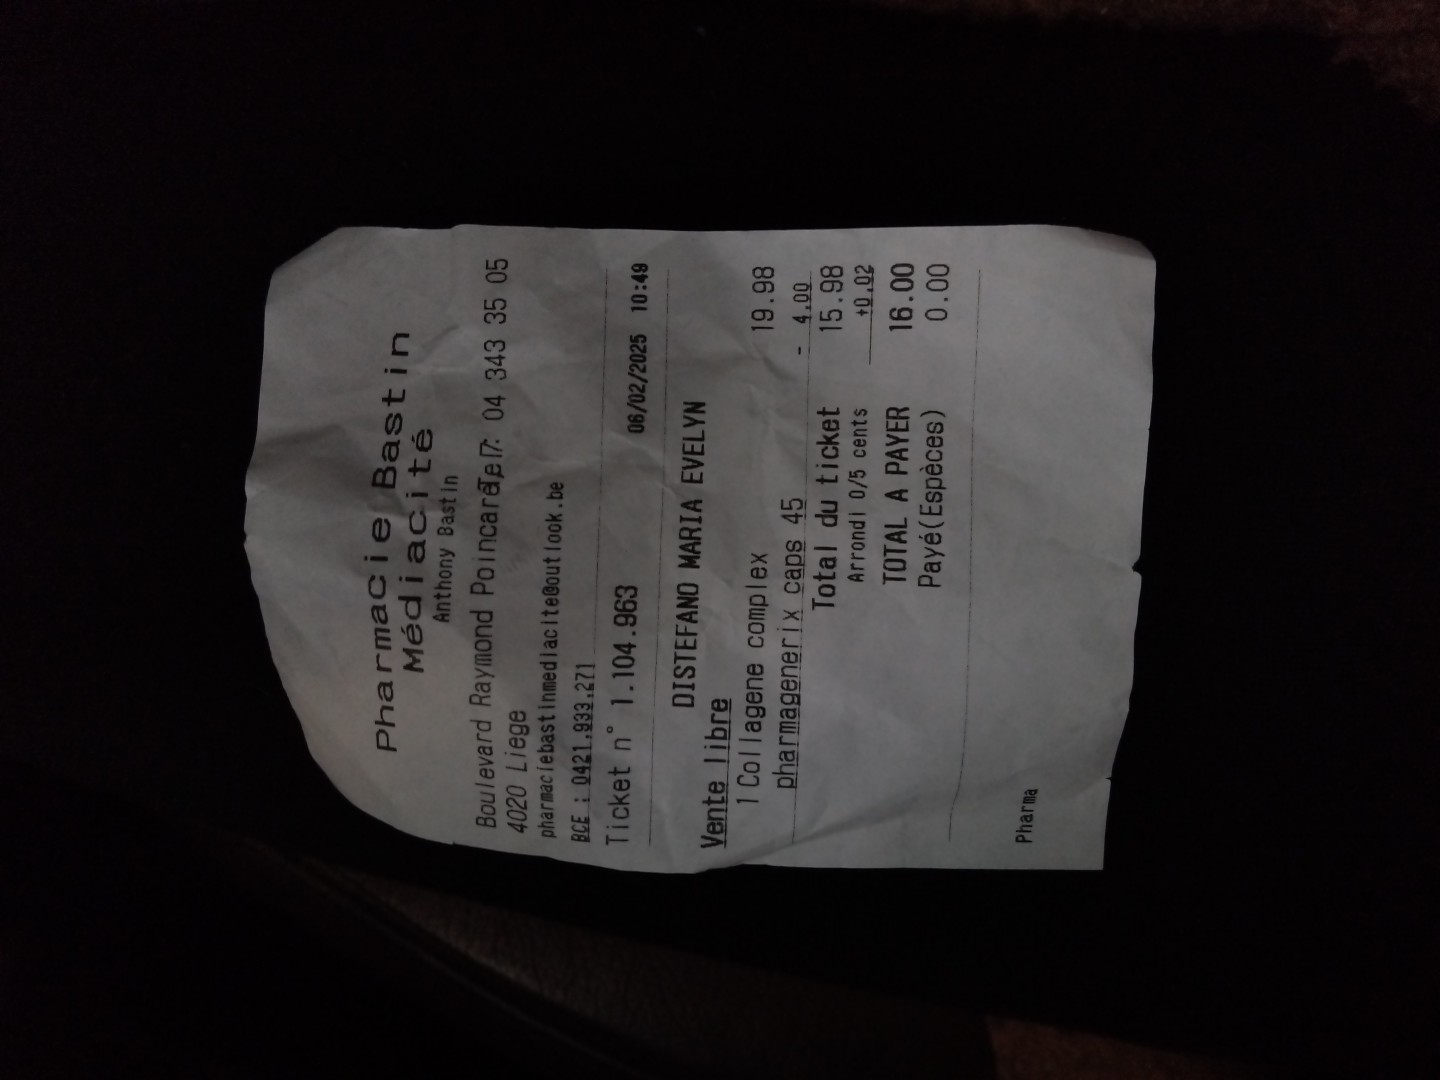 Pharmacie Bastin
Médiacité
Anthony Bastin
Boulevard Raymond Poincaré, 7 Tel: 04 343 35 05
4020 Liege
pharmaciebastinmediacite@outlook.be
BCE : 0421.933.271
Ticket n° 1.104.963 06/02/2025 10:49
DISTEFANO MARIA EVELYN
Vente libre
1 Collagene complex 19.98
pharmagenerix caps 45 - 4.00
Total du ticket 15.98
Arrondi 0/5 cents +0.02
TOTAL A PAYER 16.00
Payé(Espèces) 0.00
Pharma